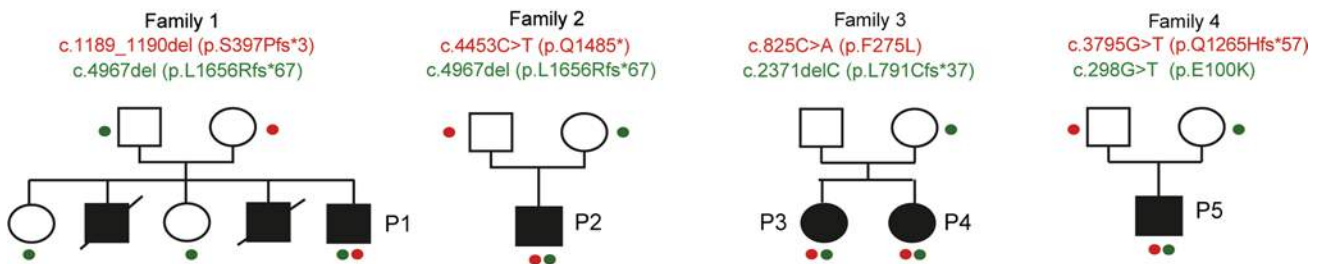 Family 1
c.1189_1190del (p.S397Pfs*3)
c.4967del (p.L1656Rfs*67)
P1
Family 2
c.4453C>T (p.Q1485*)
c.4967del (p.L1656Rfs*67)
P2
Family 3
c.825C>A (p.F275L)
c.2371delC (p.L791Cfs*37)
P3
P4
Family 4
c.3795G>T (p.Q1265Hfs*57)
c.298G>T (p.E100K)
P5